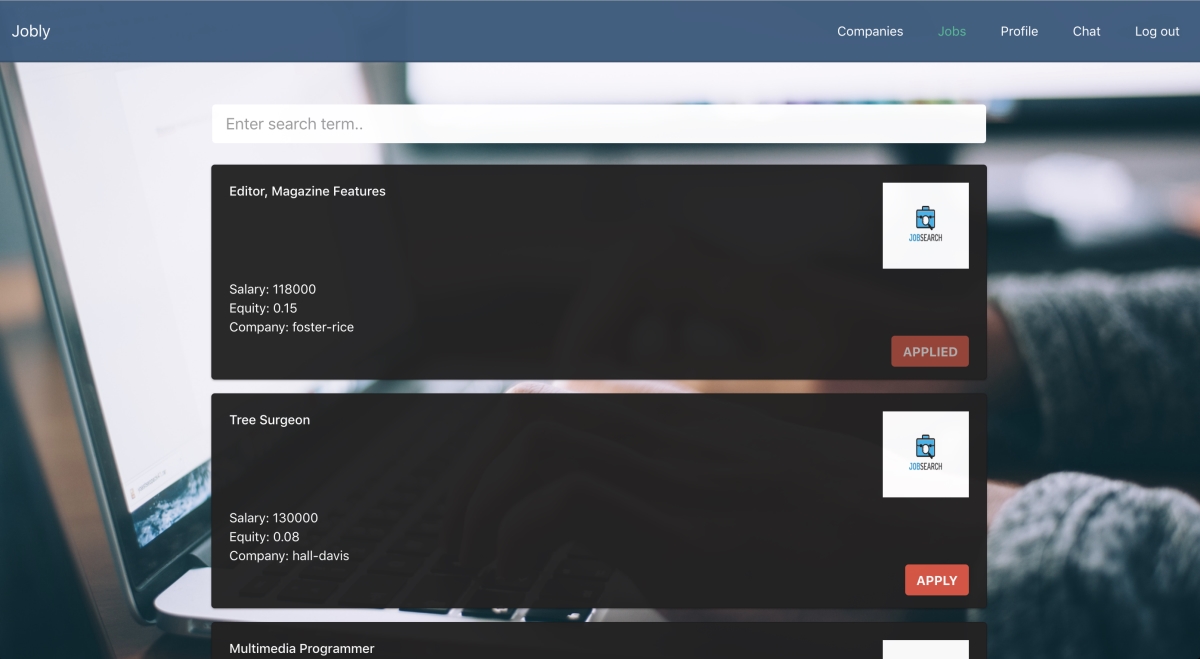 Jobly
Companies Jobs Profile Chat Log out
Enter search term..
Editor, Magazine Features
JOBSEARCH
Salary: 118000
Equity: 0.15
Company: foster-rice
APPLIED
Tree Surgeon
JOBSEARCH
Salary: 130000
Equity: 0.08
Company: hall-davis
APPLY
Multimedia Programmer